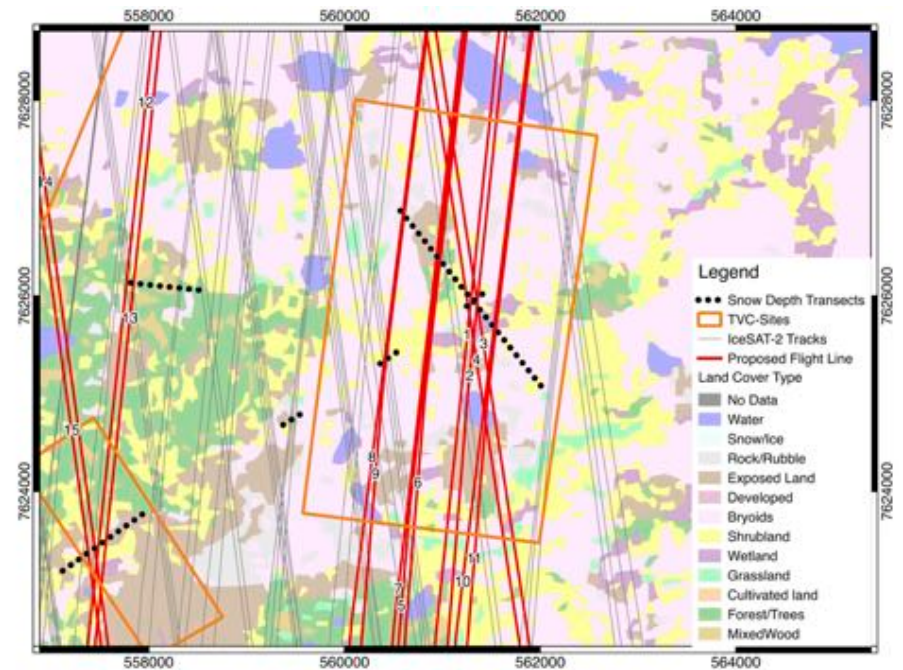 558000 560000 562000 564000
7628000 7628000
12
14
7626000 7626000
13
1
3
4
2
15
8
9
6
7624000 7624000
11
10
7
5
Legend
Snow Depth Transects
TVC-Sites
IceSAT-2 Tracks
Proposed Flight Line
Land Cover Type
No Data
Water
Snow/Ice
Rock/Rubble
Exposed Land
Developed
Bryoids
Shrubland
Wetland
Grassland
Cultivated land
Forest/Trees
MixedWood
558000 560000 562000 564000